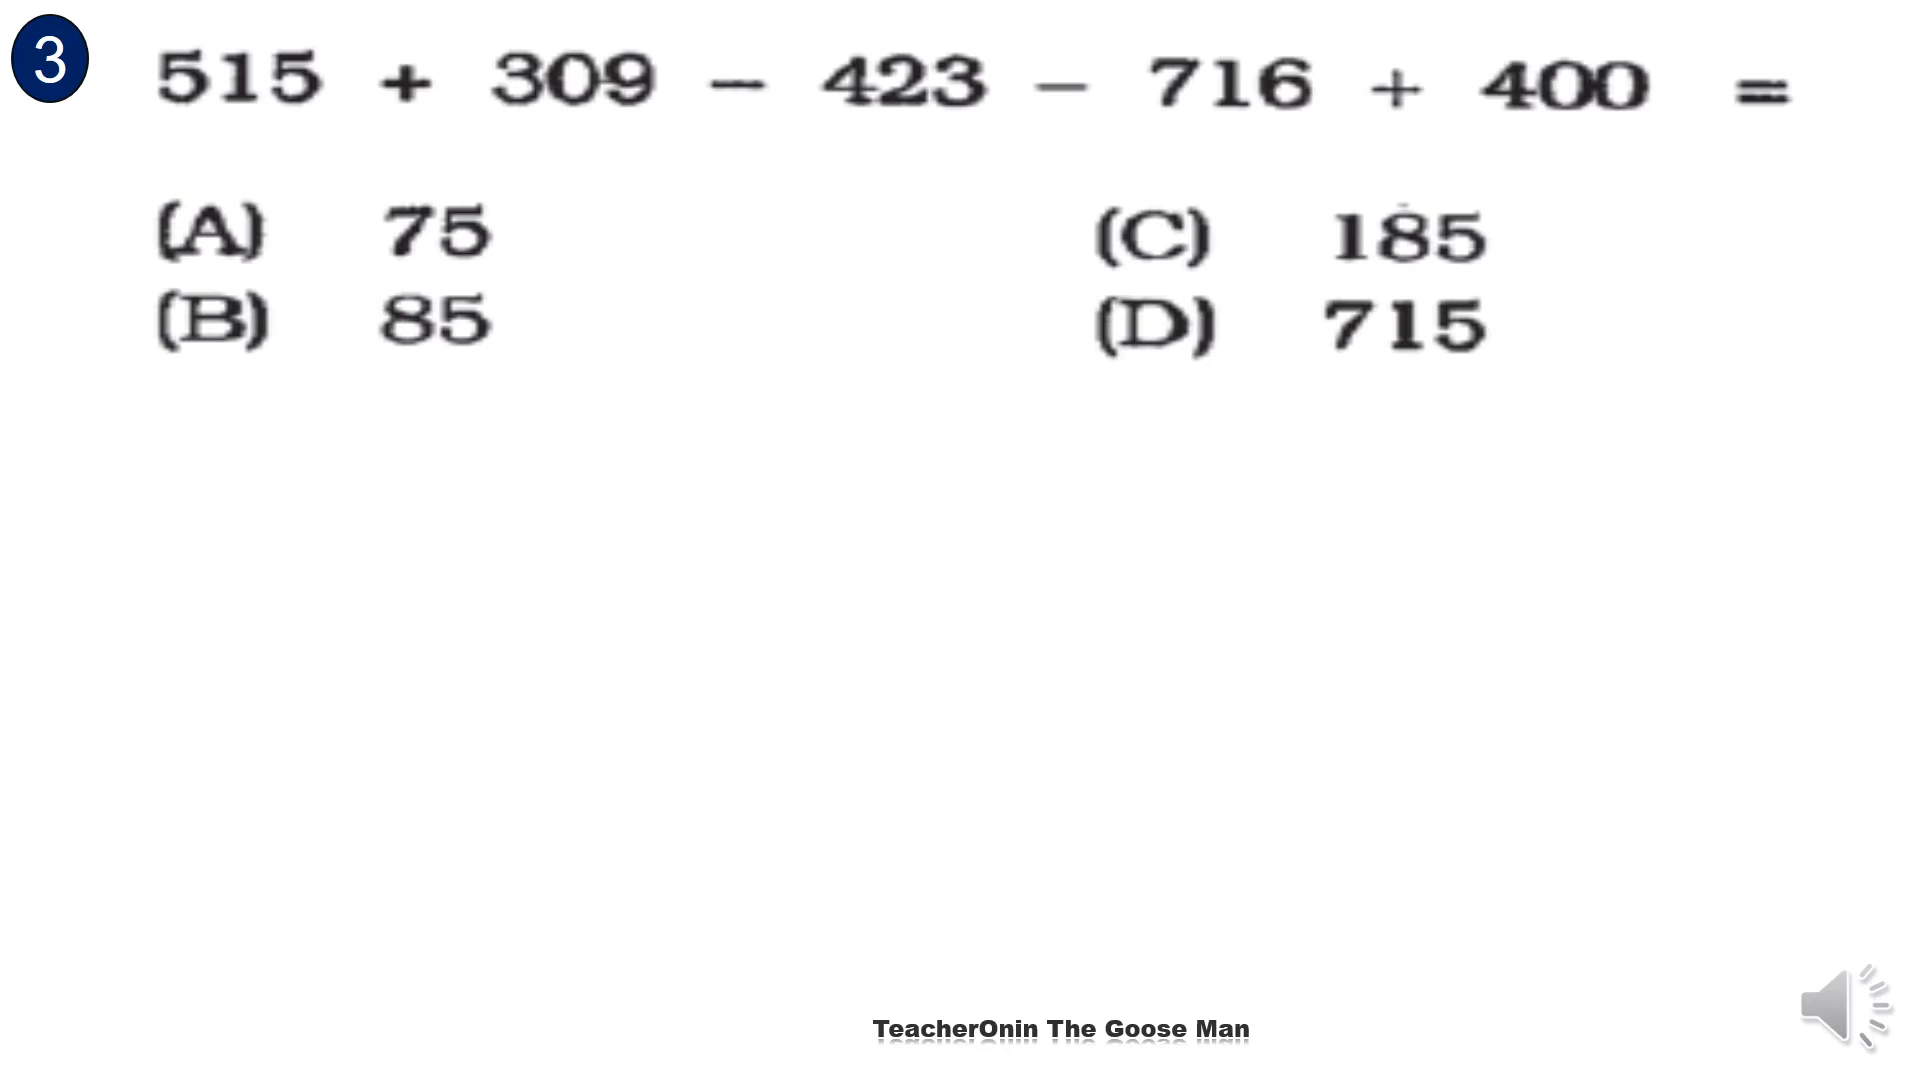 3
515 + 309 − 423 − 716 + 400 =
(A) 75
(B) 85
(C) 185
(D) 715
TeacherOnin The Goose Man